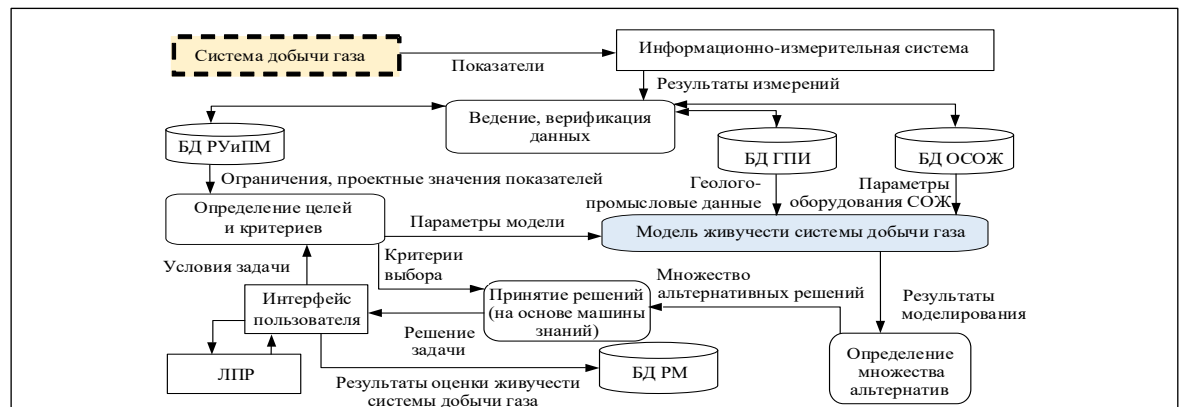 Система добычи газа
Показатели
Информационно-измерительная система
Результаты измерений
Ведение, верификация
данных
БД РУиПМ
БД ГПИ
БД ОСОЖ
Ограничения, проектные значения показателей
Геолого-
промысловые данные
Параметры
оборудования СОЖ
Определение целей
и критериев
Параметры модели
Модель живучести системы добычи газа
Условия задачи
Критерии
выбора
Множество
альтернативных решений
Результаты
моделирования
Интерфейс
пользователя
Принятие решений
(на основе машины
знаний)
Решение
задачи
ЛПР
Результаты оценки живучести
системы добычи газа
БД РМ
Определение
множества
альтернатив